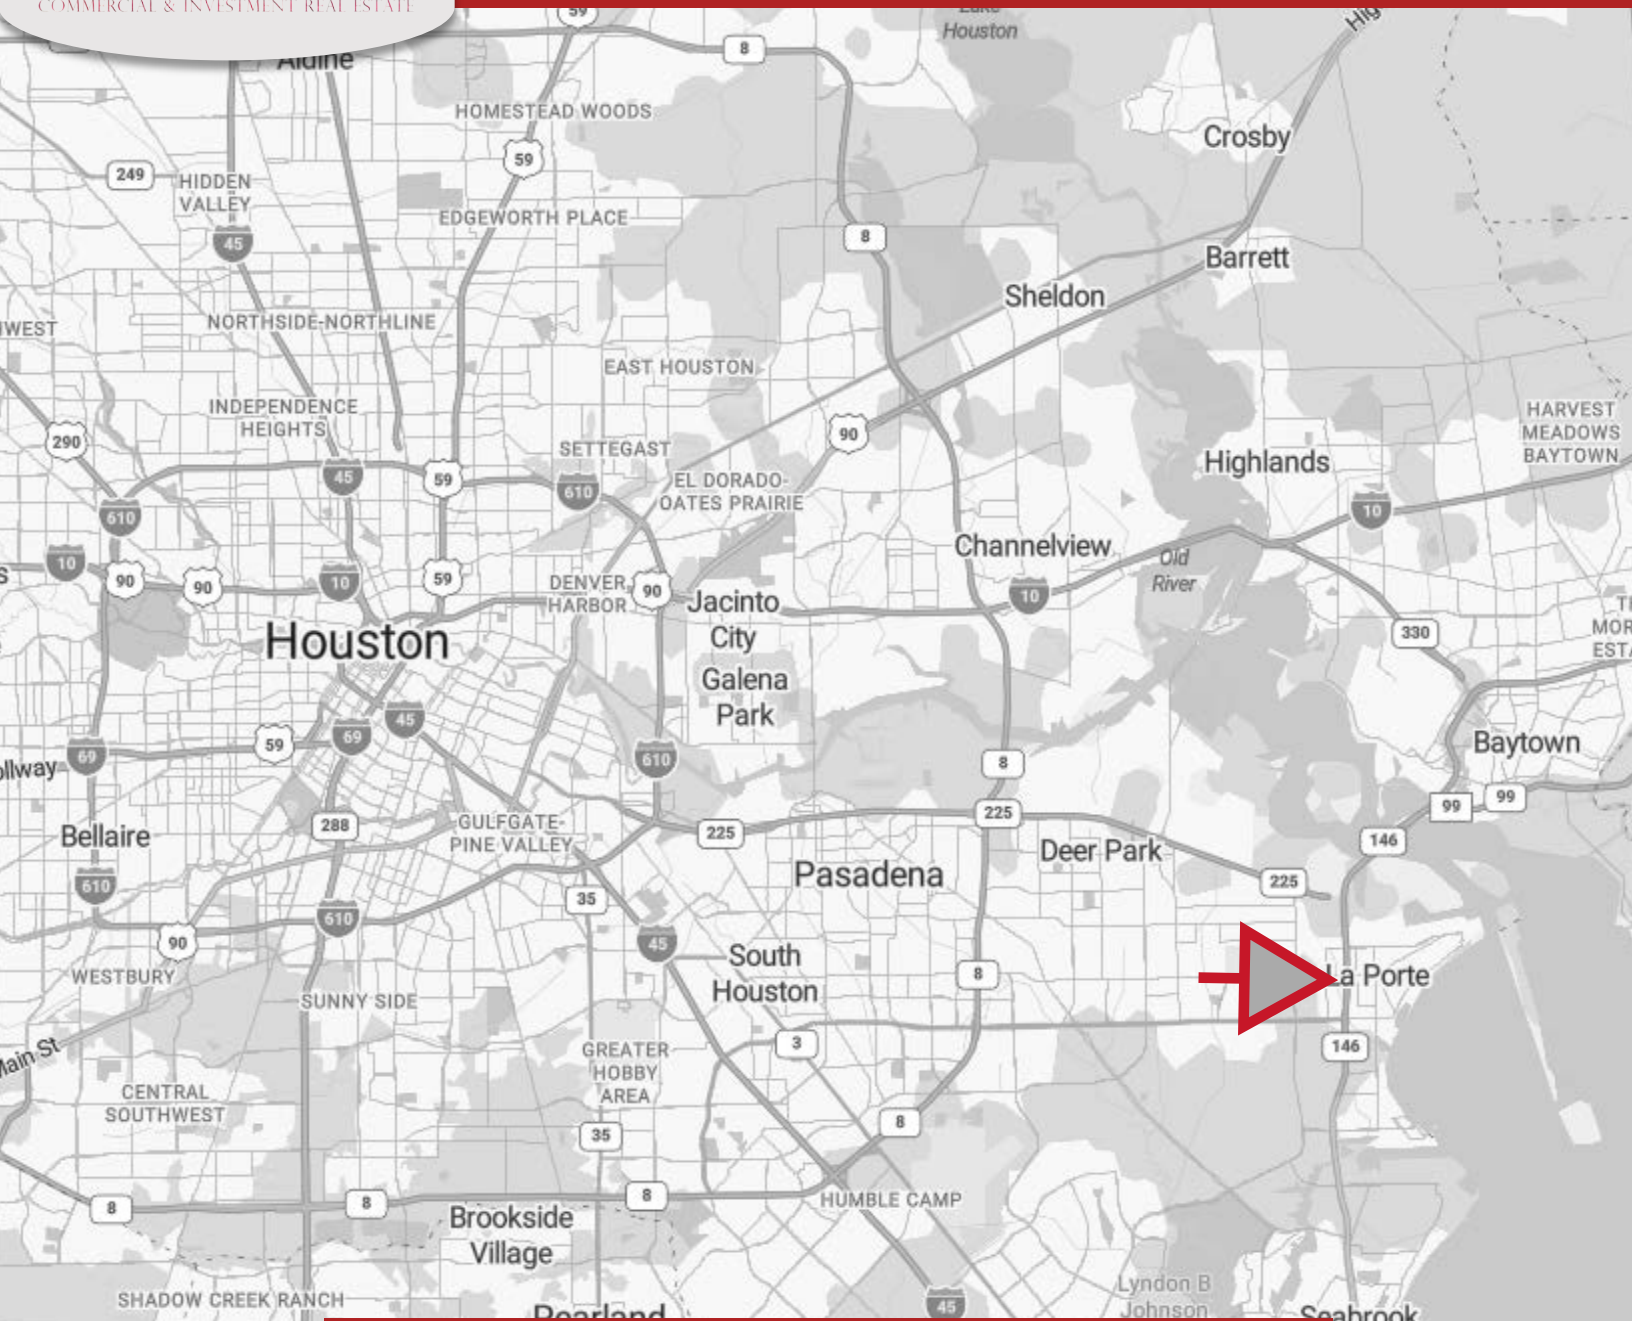 COMMERCIAL & INVESTMENT REAL ESTATE
59
Lake
Houston
8
Aldine
HOMESTEAD WOODS
Crosby
59
249
HIDDEN
VALLEY
EDGEWORTH PLACE
45
8
Barrett
Sheldon
NORTHSIDE-NORTHLINE
EAST HOUSTON
INDEPENDENCE
HEIGHTS
HARVEST
MEADOWS
BAYTOWN
290
90
SETTEGAST
Highlands
45
59
610
EL DORADO-
OATES PRAIRIE
10
610
Channelview
Old
River
10
90
90
10
59
DENVER
HARBOR
90
Jacinto
City
10
330
Houston
Galena
Park
45
69
59
69
610
8
Baytown
99
99
Bellaire
288
GULFGATE-
PINE VALLEY
225
225
Deer Park
146
Pasadena
225
610
35
610
90
45
South
Houston
8
La Porte
WESTBURY
SUNNY SIDE
3
146
Main St
GREATER
HOBBY
AREA
CENTRAL
SOUTHWEST
8
35
8
8
8
HUMBLE CAMP
Brookside
Village
Lyndon B
Johnson
SHADOW CREEK RANCH
45
Pearland
Seabrook